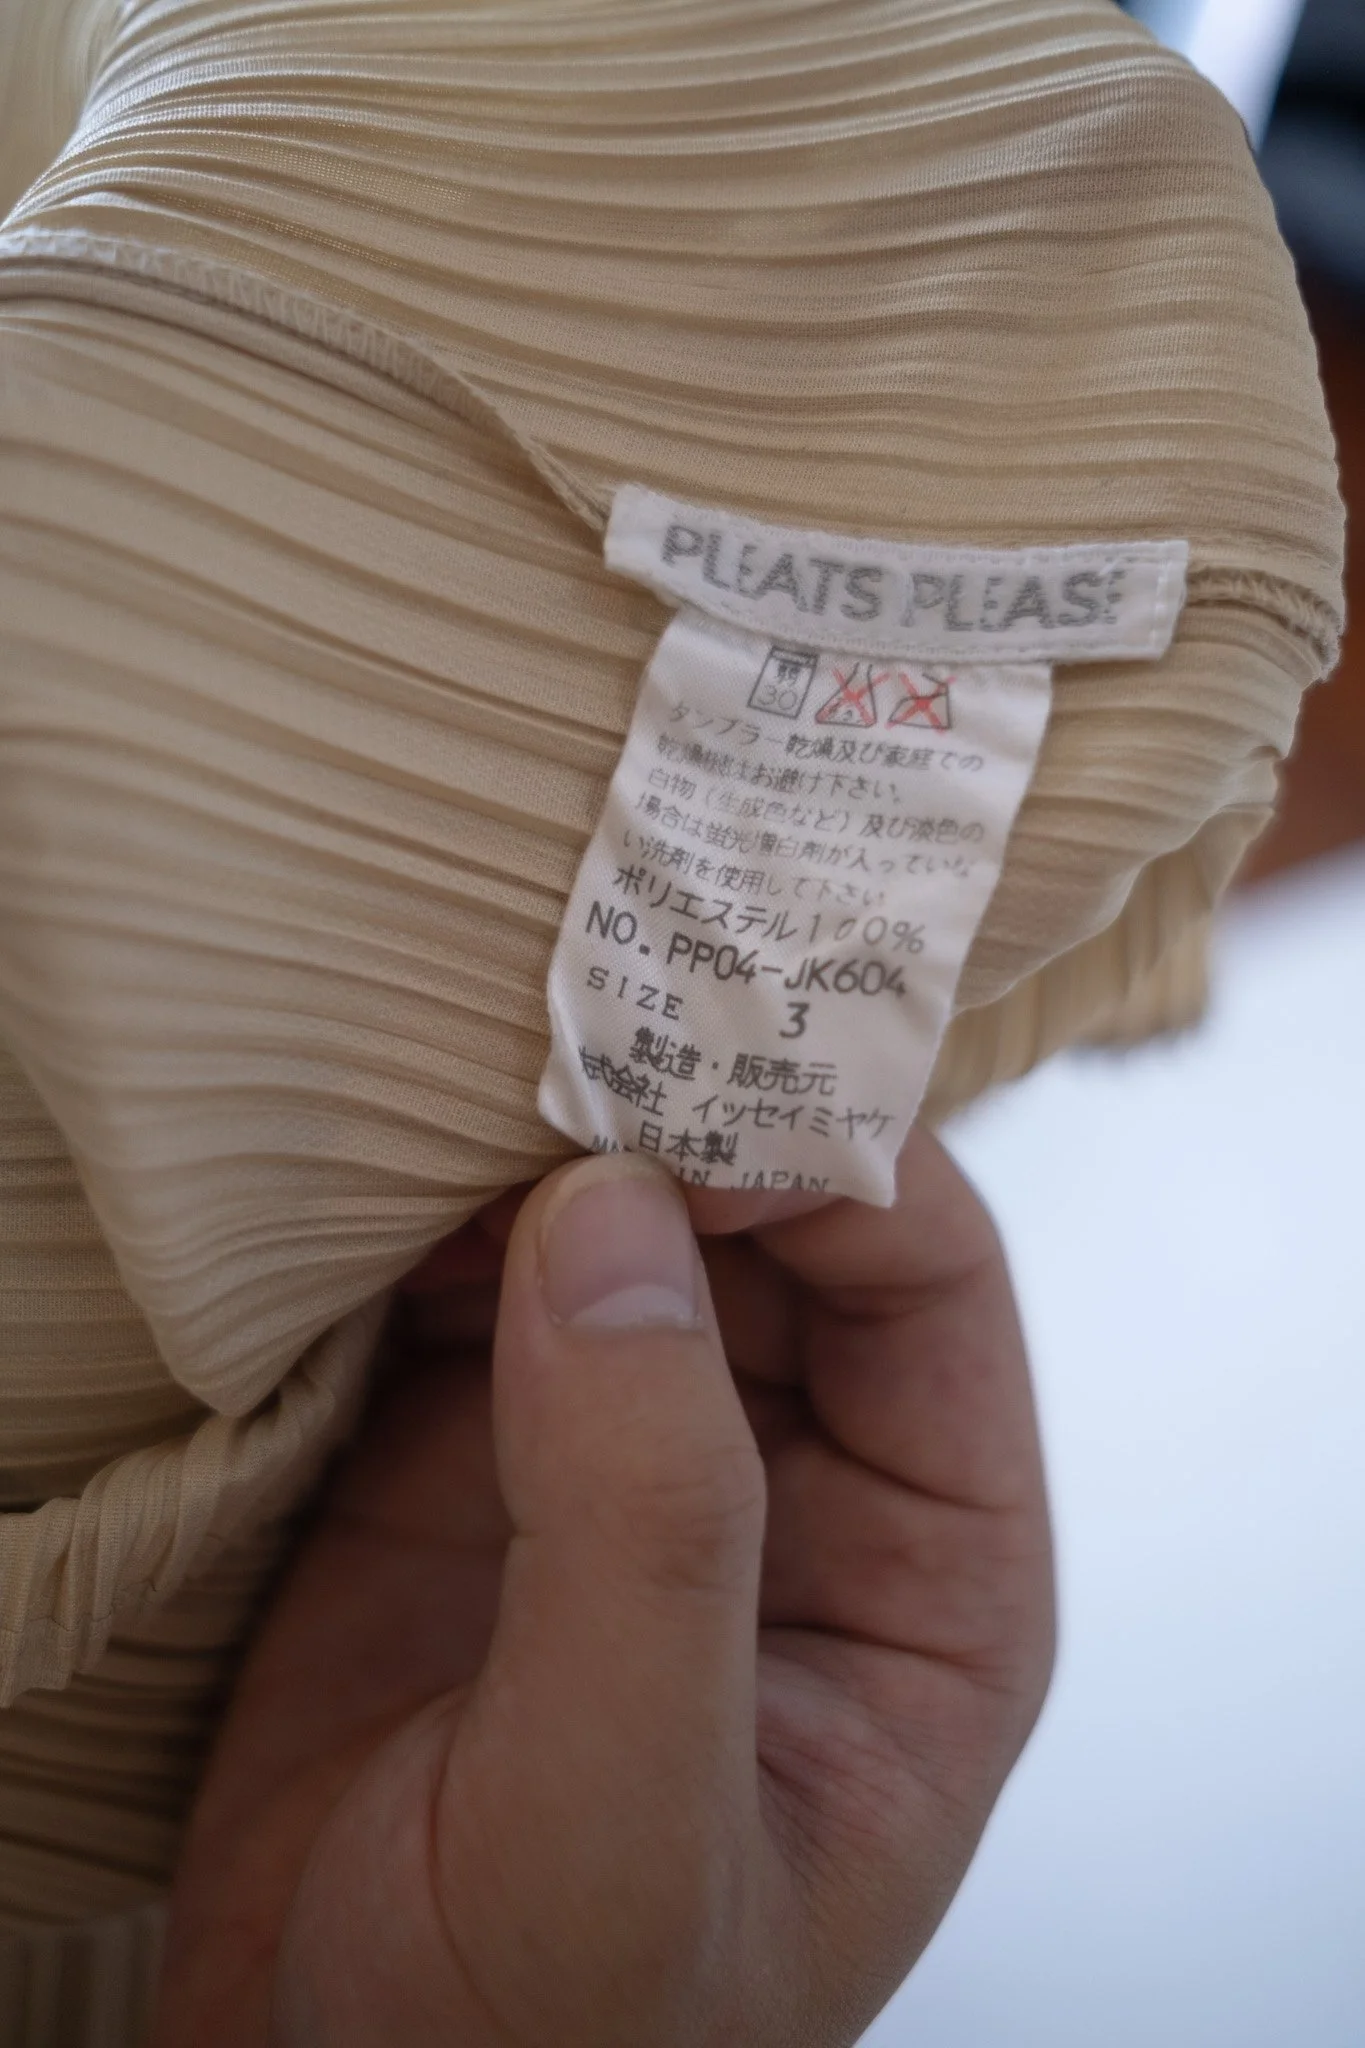 PLEATS PLEASE
弱
30
タンブラー乾燥及び家庭での
乾燥機はお避け下さい。
白物(生成色など)及び淡色の
場合は蛍光増白剤が入っていな
い洗剤を使用して下さい
ポリエステル100%
NO. PP04-JK604
SIZE 3
製造・販売元
株式会社 イッセイミヤケ
日本製
IN JAPAN